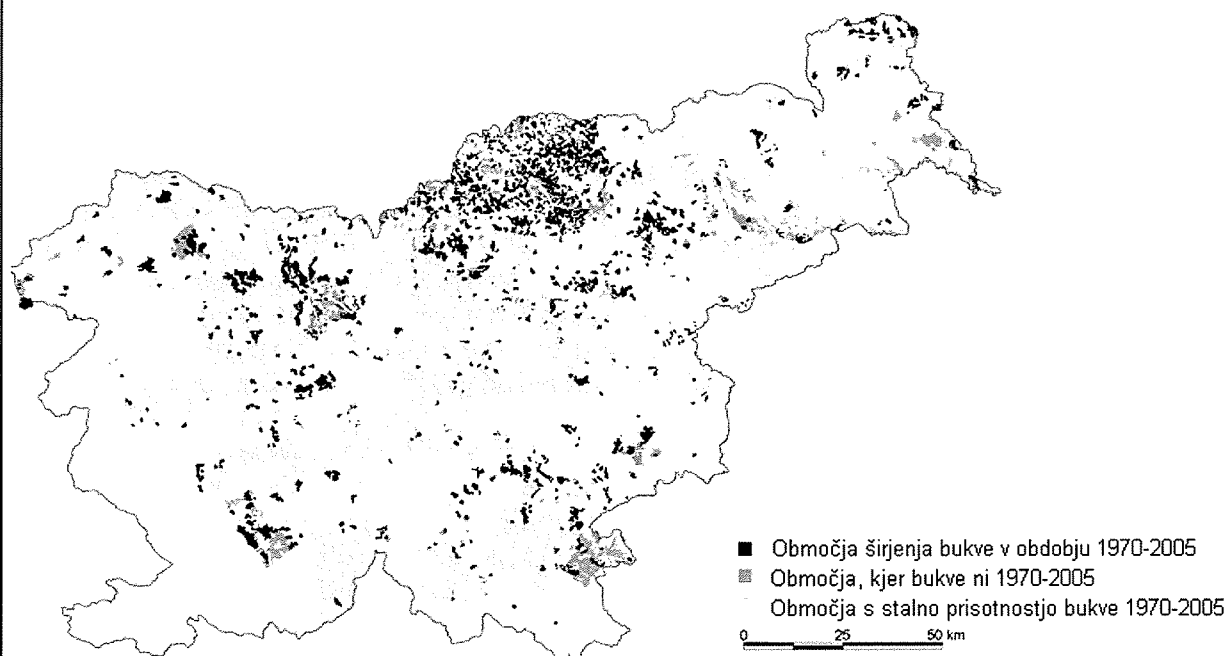 Območja širjenja bukve v obdobju 1970-2005
Območja, kjer bukve ni 1970-2005
Območja s stalno prisotnostjo bukve 1970-2005
0 25 50 km